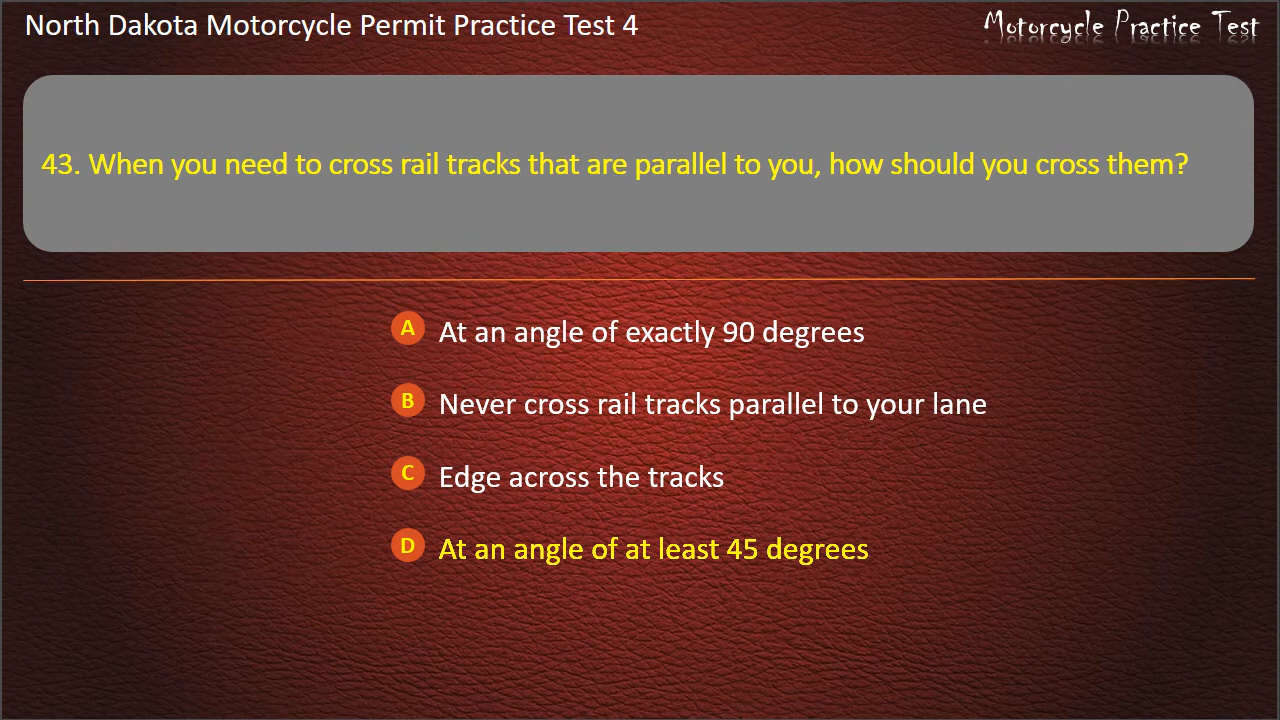 North Dakota Motorcycle Permit Practice Test 4
Motorcycle Practice Test
43. When you need to cross rail tracks that are parallel to you, how should you cross them?
A At an angle of exactly 90 degrees
B Never cross rail tracks parallel to your lane
C Edge across the tracks
D At an angle of at least 45 degrees